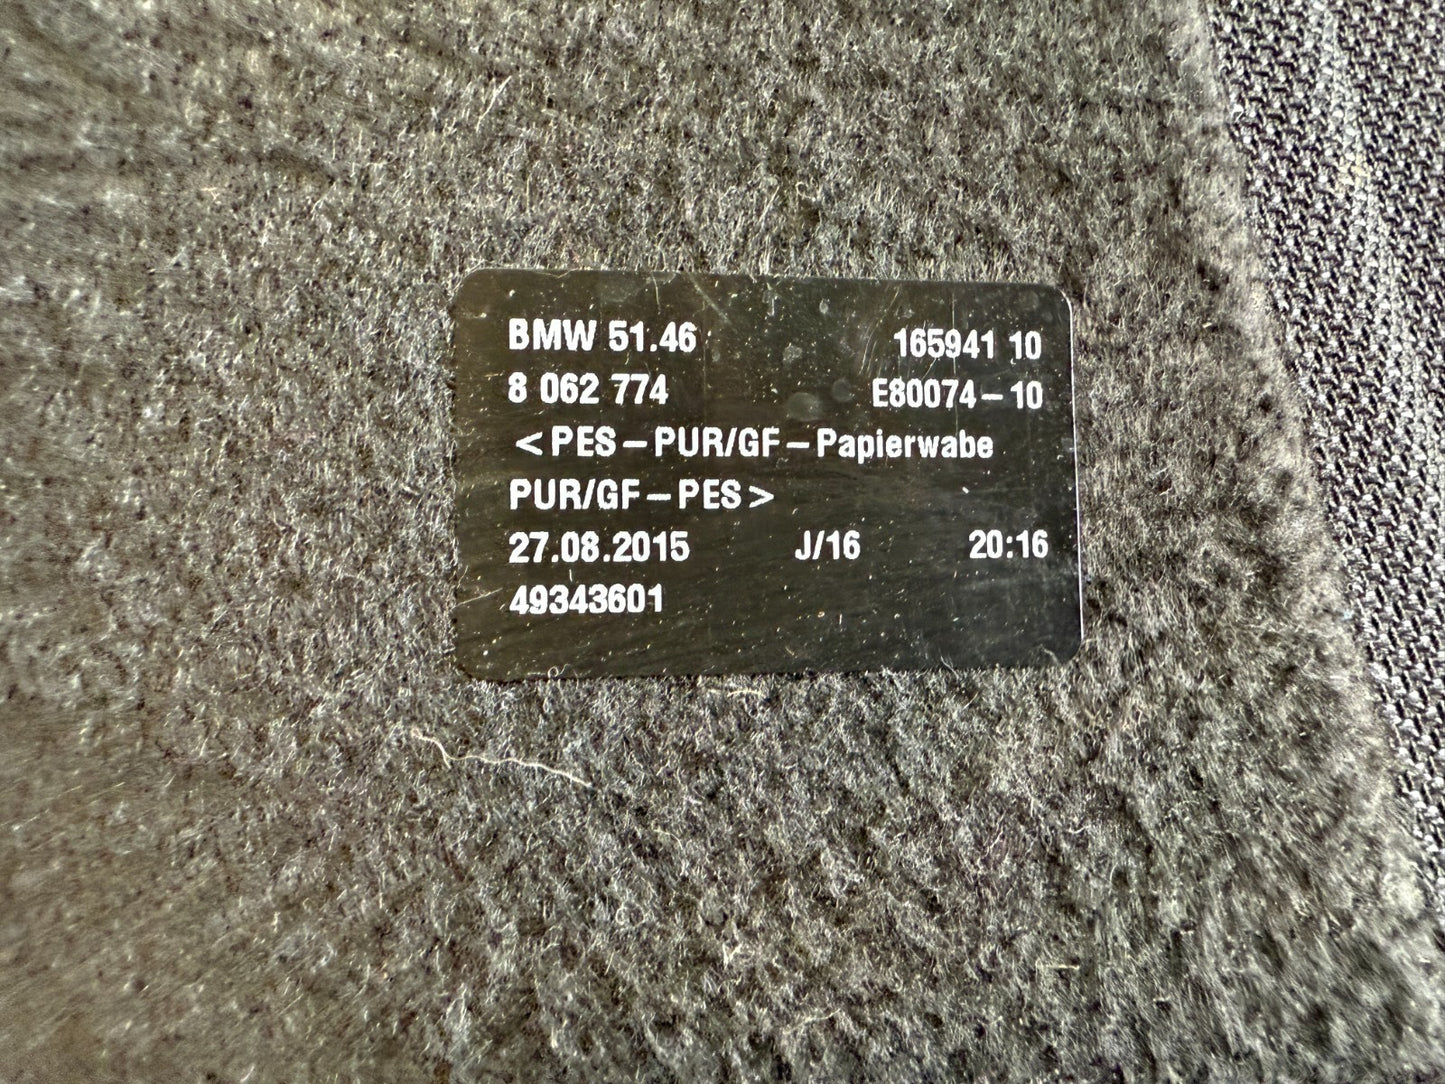 BMW 51.46 165941 10
8 062 774 E80074-10
<PES-PUR/GF-Papierwabe
PUR/GF-PES>
27.08.2015 J/16 20:16
49343601